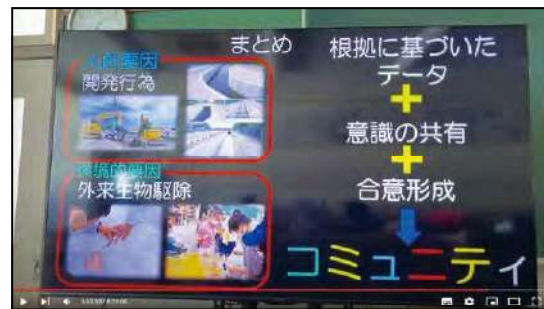 まとめ
人的要因
開発行為
環境的要因
外来生物駆除
根拠に基づいた
データ
+
意識の共有
+
合意形成
コミュニティ